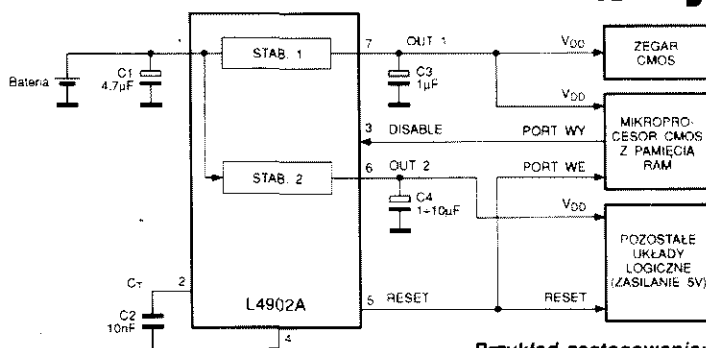 1
STAB. 1
7
OUT 1
VDD
ZEGAR
CMOS
Bateria
C1
4.7µF
C3
1µF
VDD
MIKROPRO-
CESOR CMOS
Z PAMIĘCIA
RAM
3
DISABLE
PORT WY
STAB. 2
6
OUT 2
PORT WE
C4
1÷10µF
VDD
POZOSTAŁE
UKŁADY
LOGICZNE
(ZASILANIE 5V)
CT
2
C2
10nF
L4902A
5
RESET
RESET
4